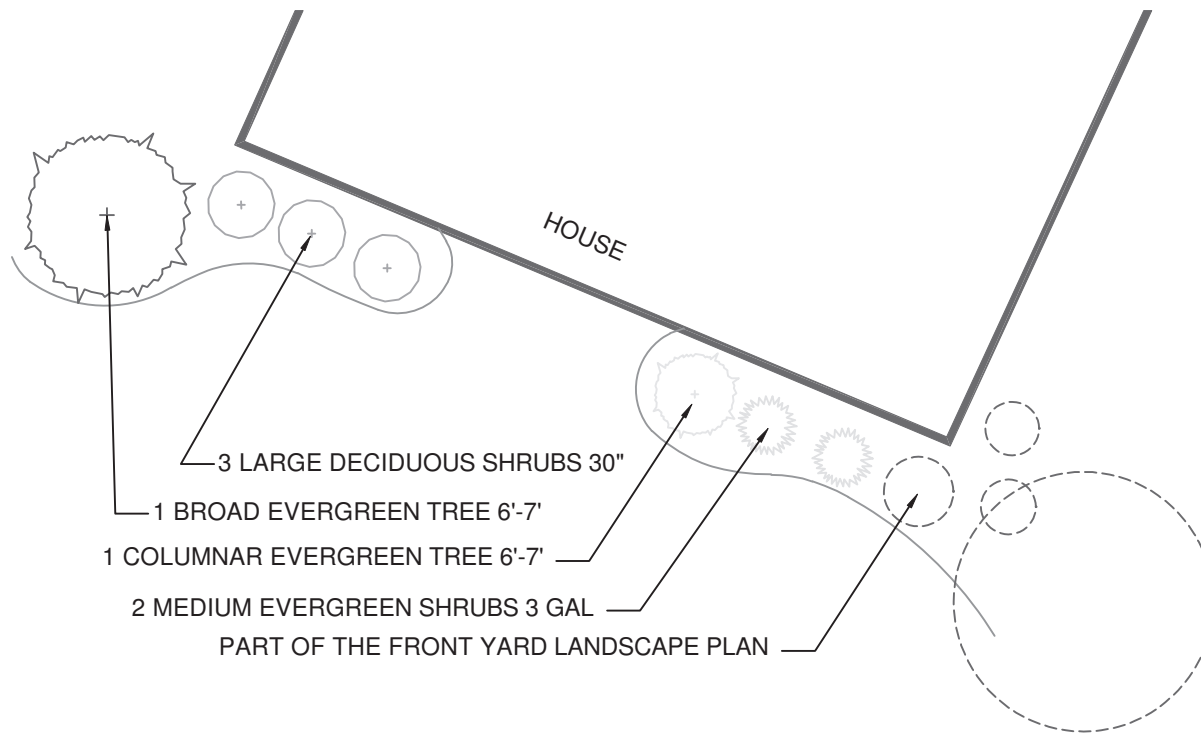 HOUSE
3 LARGE DECIDUOUS SHRUBS 30"
1 BROAD EVERGREEN TREE 6'-7'
1 COLUMNAR EVERGREEN TREE 6'-7'
2 MEDIUM EVERGREEN SHRUBS 3 GAL
PART OF THE FRONT YARD LANDSCAPE PLAN